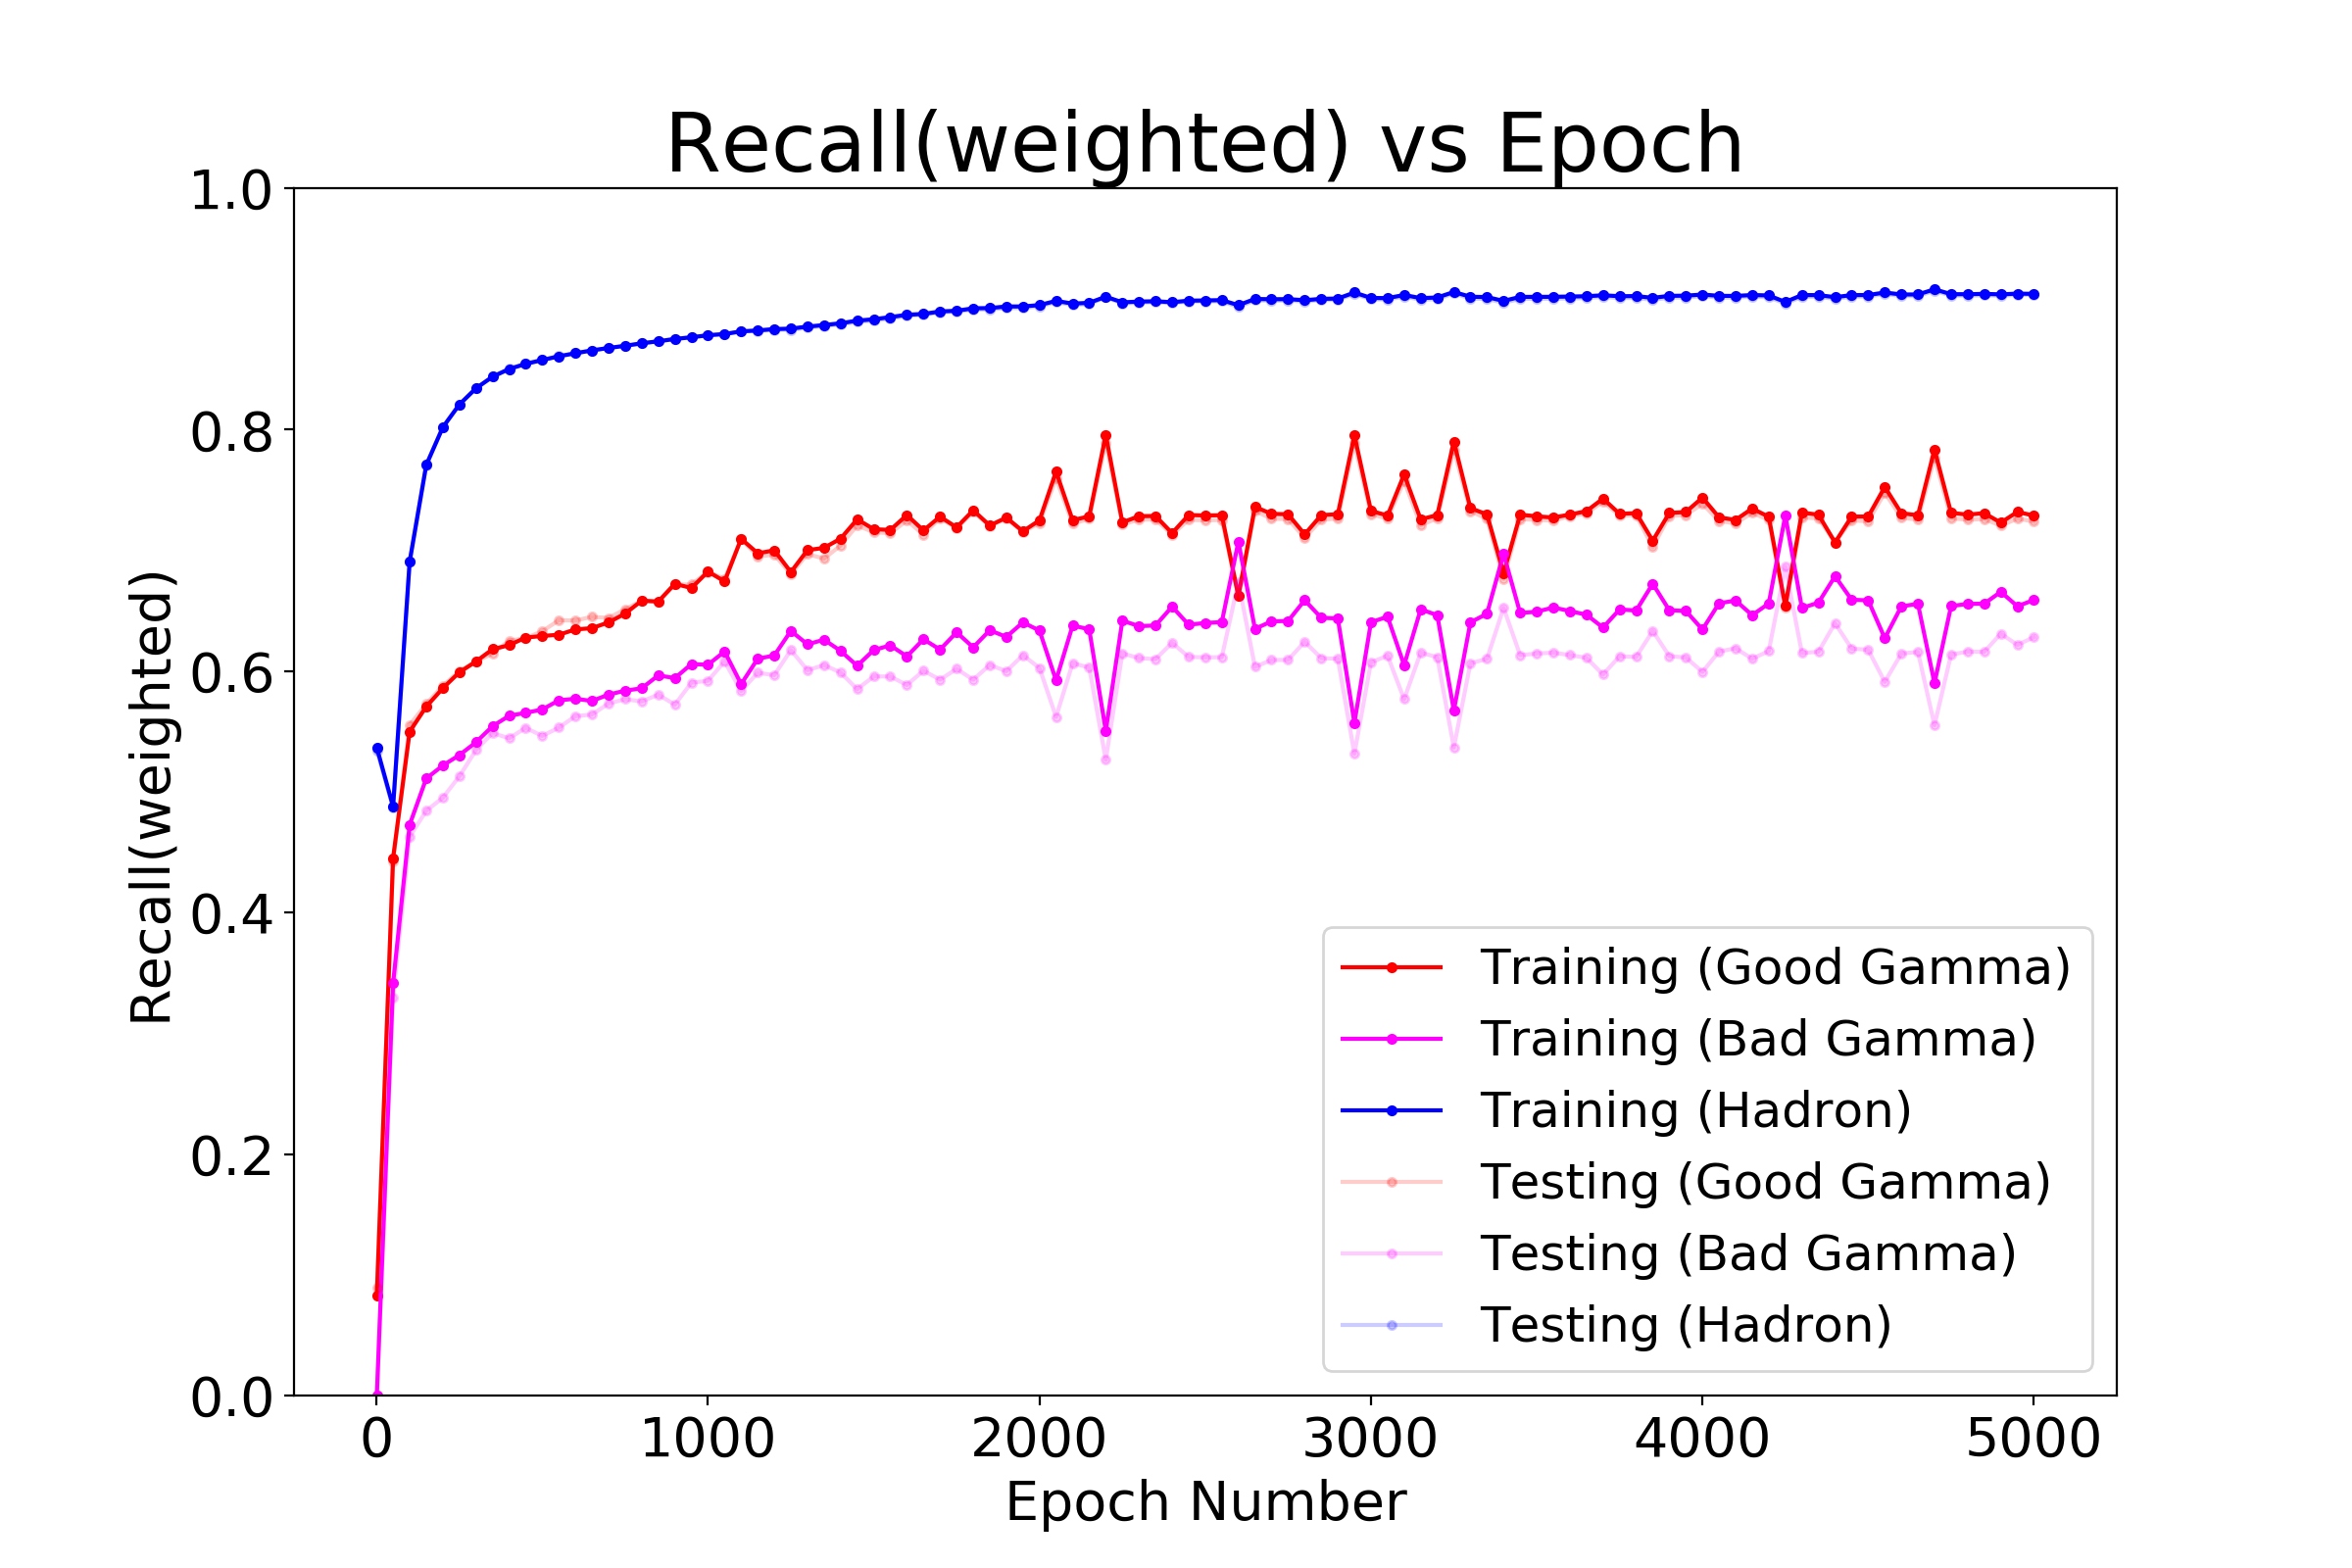 Recall(weighted) vs Epoch
1.0
0.8
0.6
0.4
0.2
0.0
Recall(weighted)
Training (Good Gamma)
Training (Bad Gamma)
Training (Hadron)
Testing (Good Gamma)
Testing (Bad Gamma)
Testing (Hadron)
0 1000 2000 3000 4000 5000
Epoch Number